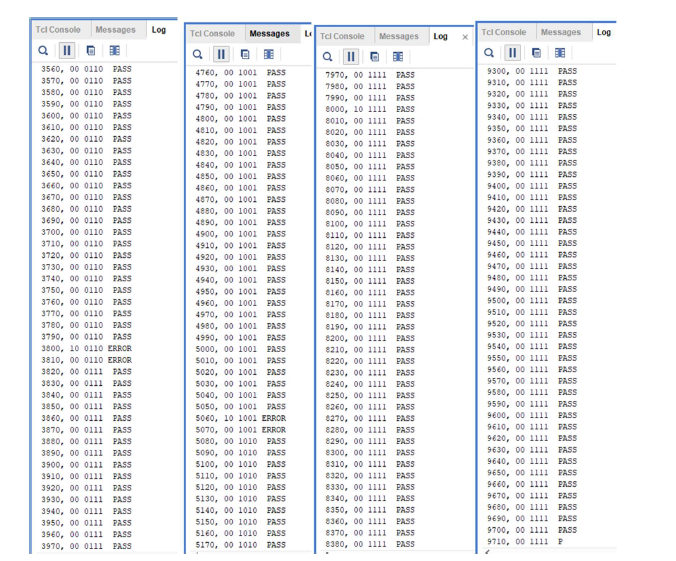 Tcl Console Messages Log
3560, 00 0110 PASS
3570, 00 0110 PASS
3580, 00 0110 PASS
3590, 00 0110 PASS
3600, 00 0110 PASS
3610, 00 0110 PASS
3620, 00 0110 PASS
3630, 00 0110 PASS
3640, 00 0110 PASS
3650, 00 0110 PASS
3660, 00 0110 PASS
3670, 00 0110 PASS
3680, 00 0110 PASS
3690, 00 0110 PASS
3700, 00 0110 PASS
3710, 00 0110 PASS
3720, 00 0110 PASS
3730, 00 0110 PASS
3740, 00 0110 PASS
3750, 00 0110 PASS
3760, 00 0110 PASS
3770, 00 0110 PASS
3780, 00 0110 PASS
3790, 00 0110 PASS
3800, 10 0110 ERROR
3810, 00 0110 ERROR
3820, 00 0111 PASS
3830, 00 0111 PASS
3840, 00 0111 PASS
3850, 00 0111 PASS
3860, 00 0111 PASS
3870, 00 0111 PASS
3880, 00 0111 PASS
3890, 00 0111 PASS
3900, 00 0111 PASS
3910, 00 0111 PASS
3920, 00 0111 PASS
3930, 00 0111 PASS
3940, 00 0111 PASS
3950, 00 0111 PASS
3960, 00 0111 PASS
3970, 00 0111 PASS
Tcl Console Messages L
4760, 00 1001 PASS
4770, 00 1001 PASS
4780, 00 1001 PASS
4790, 00 1001 PASS
4800, 00 1001 PASS
4810, 00 1001 PASS
4820, 00 1001 PASS
4830, 00 1001 PASS
4840, 00 1001 PASS
4850, 00 1001 PASS
4860, 00 1001 PASS
4870, 00 1001 PASS
4880, 00 1001 PASS
4890, 00 1001 PASS
4900, 00 1001 PASS
4910, 00 1001 PASS
4920, 00 1001 PASS
4930, 00 1001 PASS
4940, 00 1001 PASS
4950, 00 1001 PASS
4960, 00 1001 PASS
4970, 00 1001 PASS
4980, 00 1001 PASS
4990, 00 1001 PASS
5000, 00 1001 PASS
5010, 00 1001 PASS
5020, 00 1001 PASS
5030, 00 1001 PASS
5040, 00 1001 PASS
5050, 00 1001 PASS
5060, 10 1001 ERROR
5070, 00 1001 ERROR
5080, 00 1010 PASS
5090, 00 1010 PASS
5100, 00 1010 PASS
5110, 00 1010 PASS
5120, 00 1010 PASS
5130, 00 1010 PASS
5140, 00 1010 PASS
5150, 00 1010 PASS
5160, 00 1010 PASS
5170, 00 1010 PASS
Tcl Console Messages Log ×
7970, 00 1111 PASS
7980, 00 1111 PASS
7990, 00 1111 PASS
8000, 10 1111 PASS
8010, 00 1111 PASS
8020, 00 1111 PASS
8030, 00 1111 PASS
8040, 00 1111 PASS
8050, 00 1111 PASS
8060, 00 1111 PASS
8070, 00 1111 PASS
8080, 00 1111 PASS
8090, 00 1111 PASS
8100, 00 1111 PASS
8110, 00 1111 PASS
8120, 00 1111 PASS
8130, 00 1111 PASS
8140, 00 1111 PASS
8150, 00 1111 PASS
8160, 00 1111 PASS
8170, 00 1111 PASS
8180, 00 1111 PASS
8190, 00 1111 PASS
8200, 00 1111 PASS
8210, 00 1111 PASS
8220, 00 1111 PASS
8230, 00 1111 PASS
8240, 00 1111 PASS
8250, 00 1111 PASS
8260, 00 1111 PASS
8270, 00 1111 PASS
8280, 00 1111 PASS
8290, 00 1111 PASS
8300, 00 1111 PASS
8310, 00 1111 PASS
8320, 00 1111 PASS
8330, 00 1111 PASS
8340, 00 1111 PASS
8350, 00 1111 PASS
8360, 00 1111 PASS
8370, 00 1111 PASS
8380, 00 1111 PASS
Tcl Console Messages Log
9300, 00 1111 PASS
9310, 00 1111 PASS
9320, 00 1111 PASS
9330, 00 1111 PASS
9340, 00 1111 PASS
9350, 00 1111 PASS
9360, 00 1111 PASS
9370, 00 1111 PASS
9380, 00 1111 PASS
9390, 00 1111 PASS
9400, 00 1111 PASS
9410, 00 1111 PASS
9420, 00 1111 PASS
9430, 00 1111 PASS
9440, 00 1111 PASS
9450, 00 1111 PASS
9460, 00 1111 PASS
9470, 00 1111 PASS
9480, 00 1111 PASS
9490, 00 1111 PASS
9500, 00 1111 PASS
9510, 00 1111 PASS
9520, 00 1111 PASS
9530, 00 1111 PASS
9540, 00 1111 PASS
9550, 00 1111 PASS
9560, 00 1111 PASS
9570, 00 1111 PASS
9580, 00 1111 PASS
9590, 00 1111 PASS
9600, 00 1111 PASS
9610, 00 1111 PASS
9620, 00 1111 PASS
9630, 00 1111 PASS
9640, 00 1111 PASS
9650, 00 1111 PASS
9660, 00 1111 PASS
9670, 00 1111 PASS
9680, 00 1111 PASS
9690, 00 1111 PASS
9700, 00 1111 PASS
9710, 00 1111 P